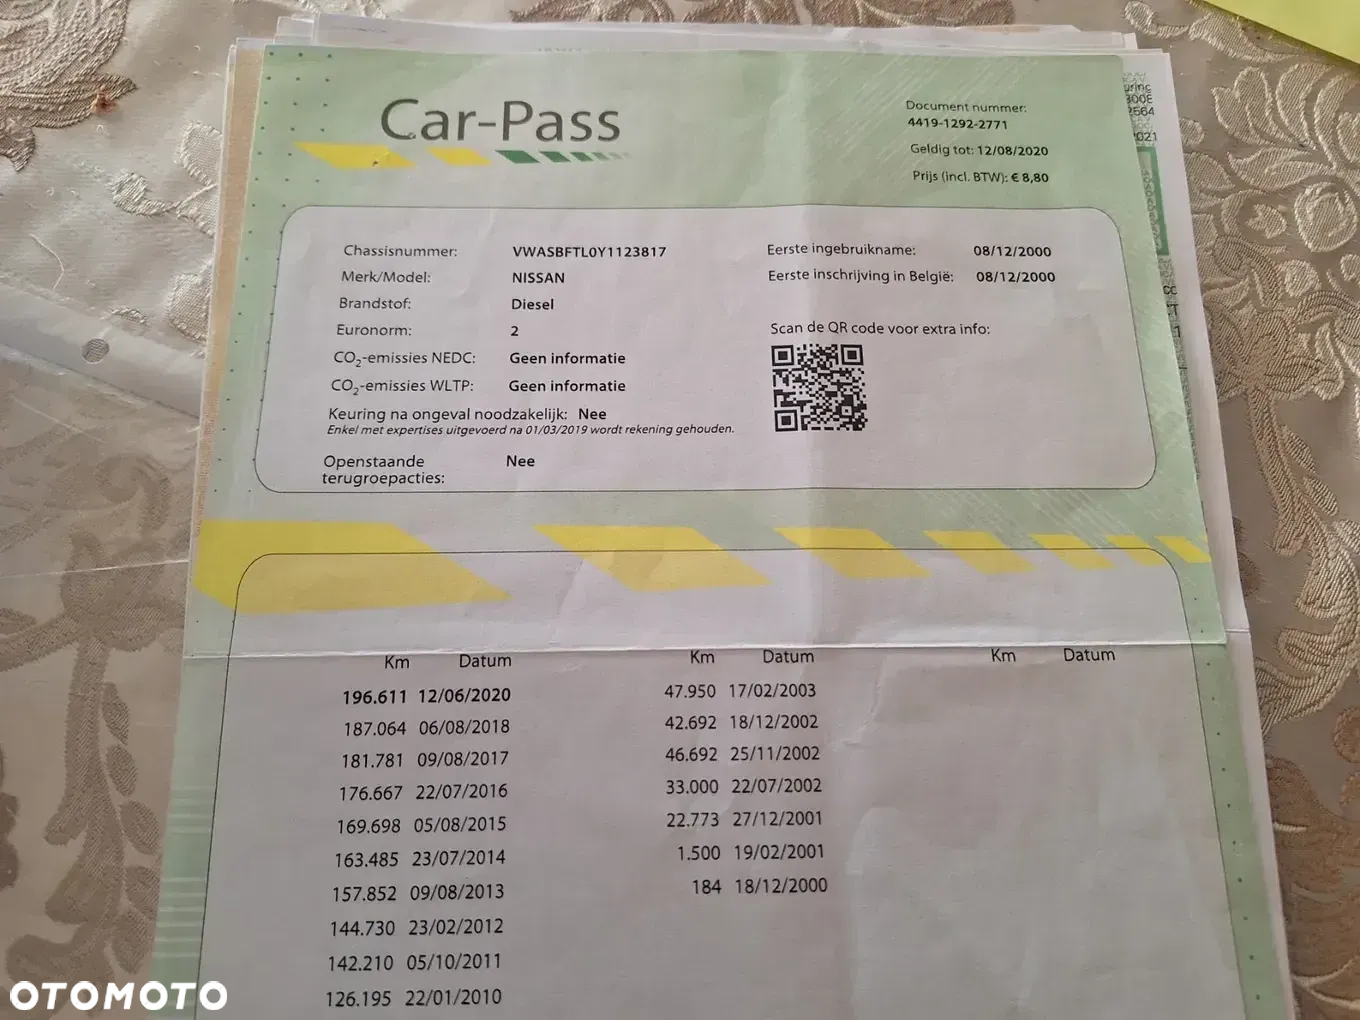 Car-Pass
Document nummer:
4419-1292-2771
Geldig tot: 12/08/2020
Prijs (incl. BTW): € 8,80
Chassisnummer: VWASBFTL0Y1123817
Merk/Model: NISSAN
Brandstof: Diesel
Euronorm: 2
CO2-emissies NEDC: Geen informatie
CO2-emissies WLTP: Geen informatie
Keuring na ongeval noodzakelijk: Nee
Enkel met expertises uitgevoerd na 01/03/2019 wordt rekening gehouden.
Openstaande Nee
terugroepacties:
Eerste ingebruikname: 08/12/2000
Eerste inschrijving in België: 08/12/2000
Scan de QR code voor extra info:
Km Datum
196.611 12/06/2020
187.064 06/08/2018
181.781 09/08/2017
176.667 22/07/2016
169.698 05/08/2015
163.485 23/07/2014
157.852 09/08/2013
144.730 23/02/2012
142.210 05/10/2011
126.195 22/01/2010
Km Datum
47.950 17/02/2003
42.692 18/12/2002
46.692 25/11/2002
33.000 22/07/2002
22.773 27/12/2001
1.500 19/02/2001
184 18/12/2000
Km Datum
OTOMOTO